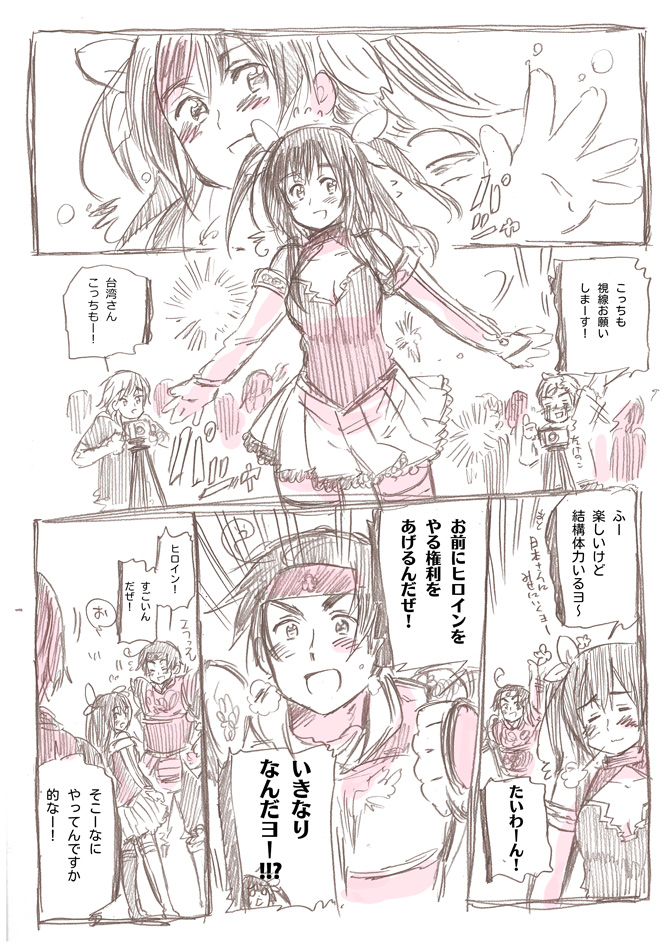 こっちも
視線お願い
しまーす！
台湾さん
こっちもー！
たけのこ
ふー
楽しいけど
結構体力いるヨ～
たいわーん！
お前にヒロインを
やる権利を
あげるんだぜ！
いきなり
なんだヨー！！？
ヒロイン！
すごいん
だぜ！
そこーなに
やってんですか
的なー！